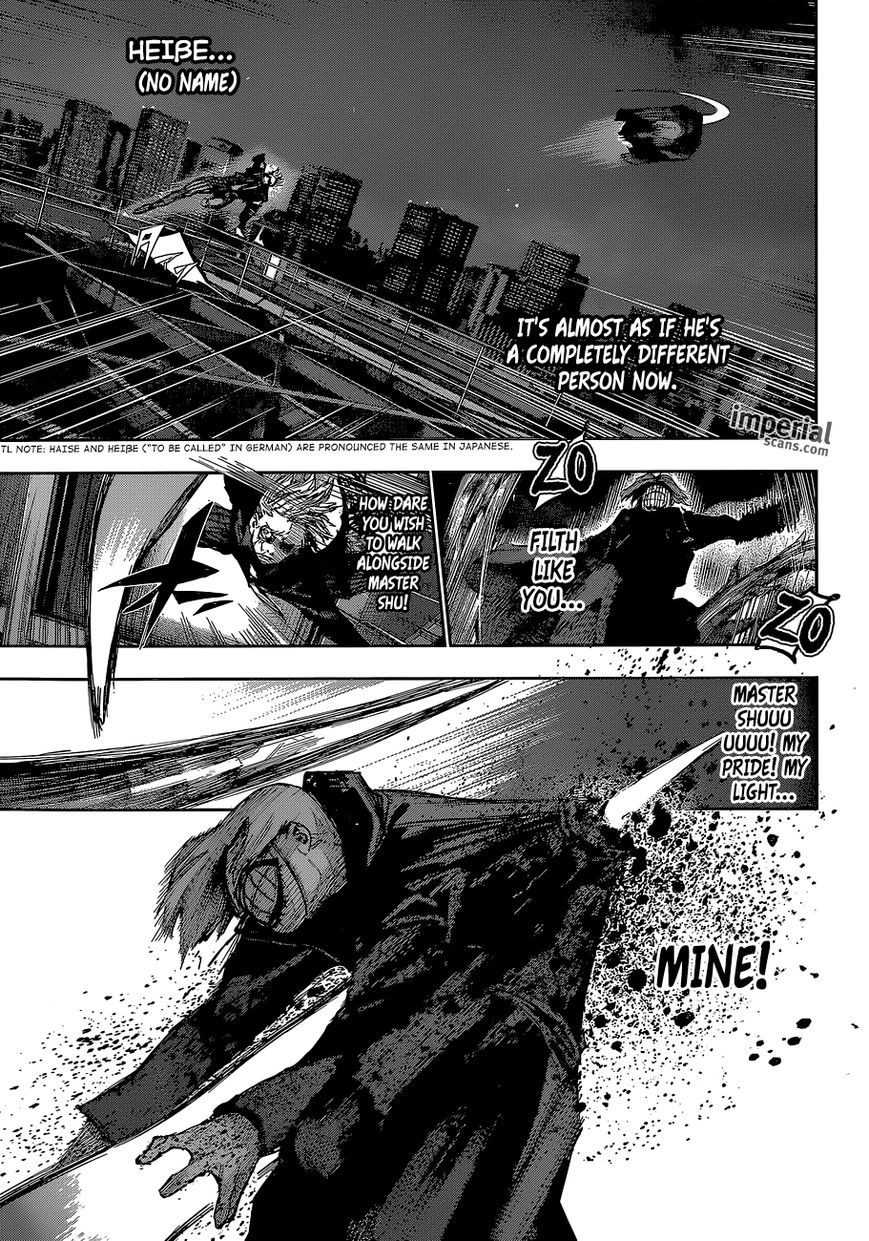 HEIβE...
(NO NAME)
IT'S ALMOST AS IF HE'S
A COMPLETELY DIFFERENT
PERSON NOW.
imperial
scans.com
TL NOTE: HAISE AND HEIβE ("TO BE CALLED" IN GERMAN) ARE PRONOUNCED THE SAME IN JAPANESE.
ZO
FILTH
LIKE
YOU...
ZO
HOW DARE
YOU WISH
TO WALK
ALONGSIDE
MASTER
SHU!
MASTER
SHUUU
UUUU! MY
PRIDE! MY
LIGHT...
MINE!